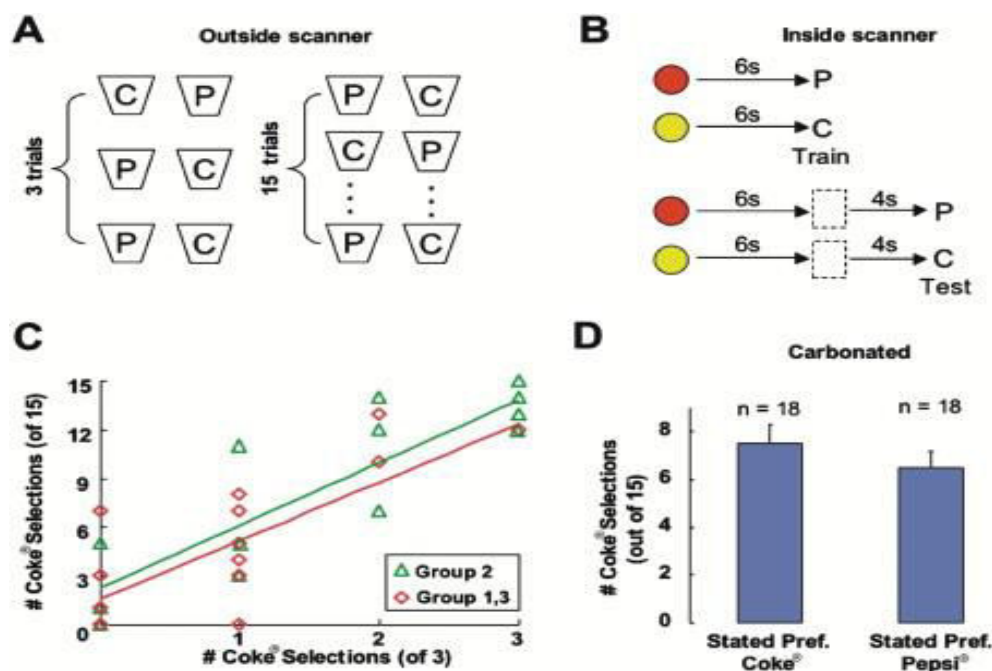 A
Outside scanner
3 trials
C P
P C
P C
15 trials
P C
C P
P C
B
Inside scanner
6s P
6s C
Train
6s 4s P
6s 4s C
Test
C
# Coke® Selections (of 15)
15
12
9
6
3
0
1 2 3
# Coke® Selections (of 3)
Group 2
Group 1,3
D
Carbonated
# Coke® Selections
(out of 15)
8
6
4
2
0
n = 18 n = 18
Stated Pref. Stated Pref.
Coke® Pepsi®